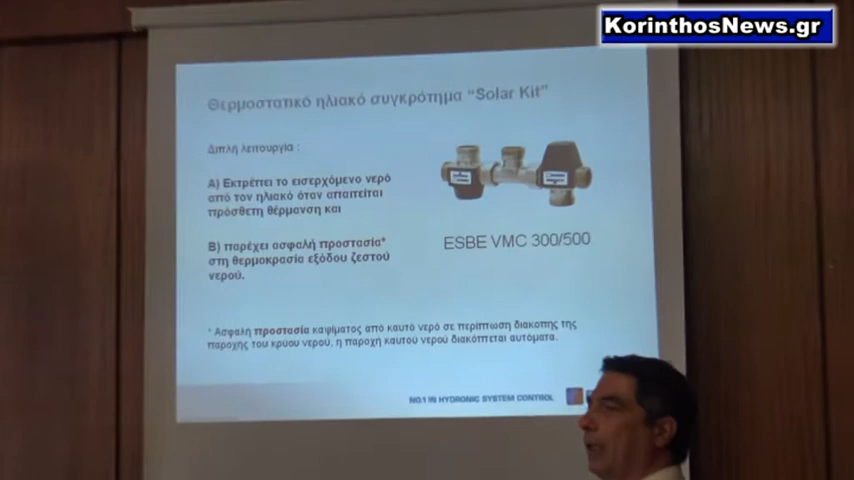 KorinthosNews.gr
Θερμοστατικό ηλιακό συγκρότημα “Solar Kit”
Διπλή λειτουργία :
Α) Εκτρέπει το εισερχόμενο νερό
από τον ηλιακό όταν απαιτείται
πρόσθετη θέρμανση και
Β) παρέχει ασφαλή προστασία*
στη θερμοκρασία εξόδου ζεστού
νερού.
ESBE VMC 300/500
* Ασφαλή προστασία καψίματος από καυτό νερό σε περίπτωση διακοπης της
παροχής του κρύου νερού, η παροχή καυτού νερού διακόπτεται αυτόματα.
NO.1 IN HYDRONIC SYSTEM CONTROL